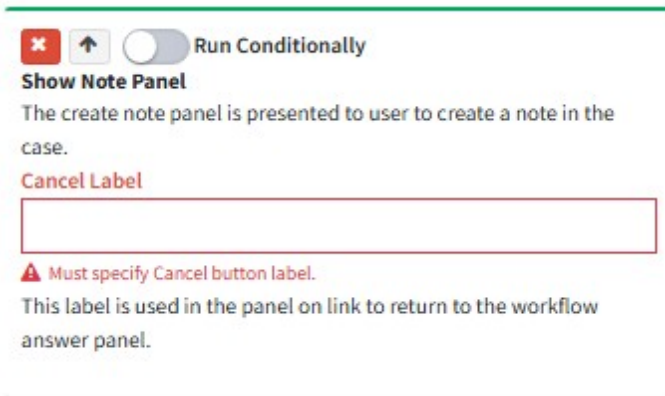 Run Conditionally
Show Note Panel
The create note panel is presented to user to create a note in the
case.
Cancel Label
Must specify Cancel button label.
This label is used in the panel on link to return to the workflow
answer panel.